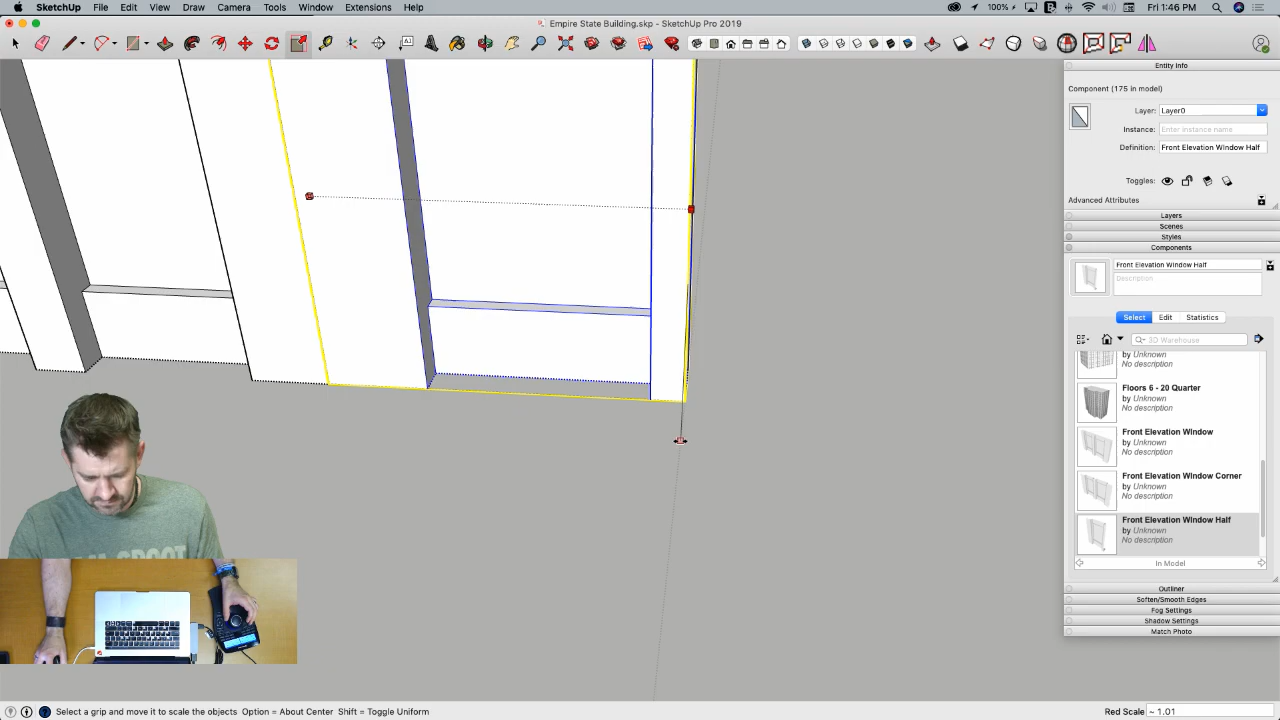 SketchUp File Edit View Draw Camera Tools Window Extensions Help
100% Fri 1:46 PM
Empire State Building.skp - SketchUp Pro 2019
Entity Info
Component (175 in model)
Layer: Layer0
Instance: Enter instance name
Definition: Front Elevation WIndow Half
Toggles:
Advanced Attributes
Layers
Scenes
Styles
Components
Front Elevation WIndow Half
Description
Select Edit Statistics
3D Warehouse
by Unknown
No description
Floors 6 - 20 Quarter
by Unknown
No description
Front Elevation WIndow
by Unknown
No description
Front Elevation WIndow Corner
by Unknown
No description
Front Elevation WIndow Half
by Unknown
No description
In Model
Outliner
Soften/Smooth Edges
Fog Settings
Shadow Settings
Match Photo
Select a grip and move it to scale the objects Option = About Center Shift = Toggle Uniform
Red Scale ~ 1.01